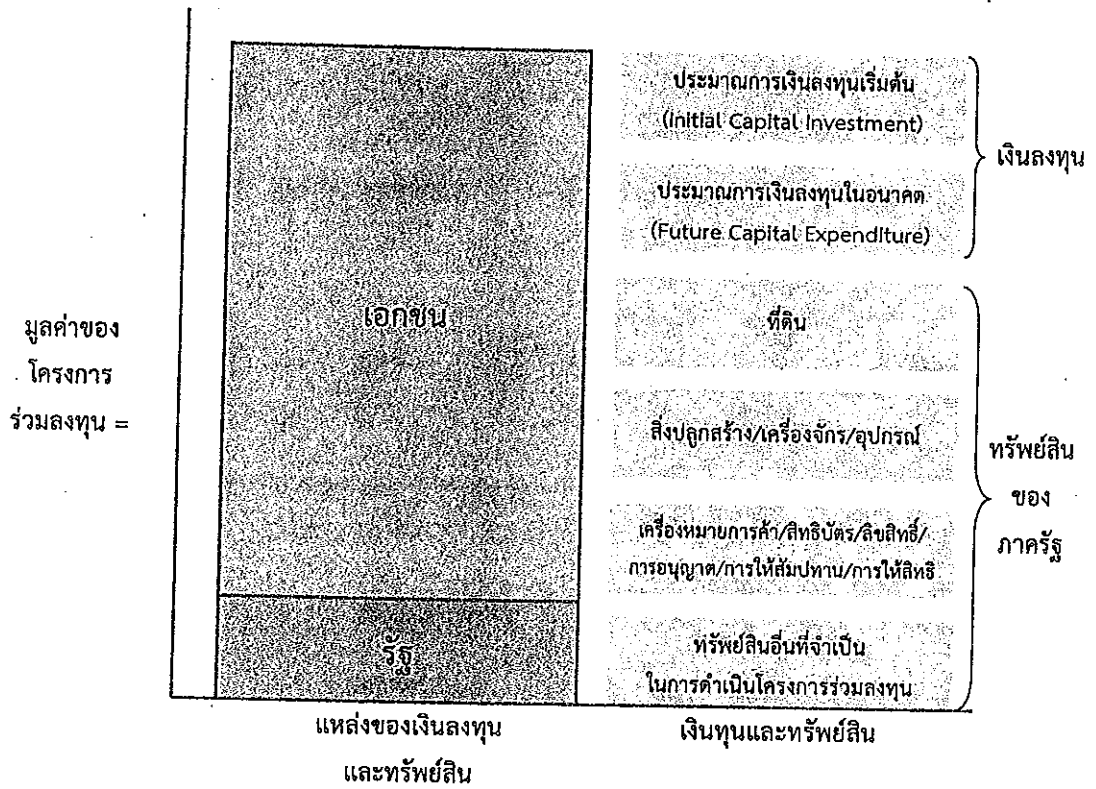 มูลค่าของ
โครงการ
ร่วมลงทุน =
เอกชน
รัฐ
ประมาณการเงินลงทุนเริ่มต้น
(Initial Capital Investment)
ประมาณการเงินลงทุนในอนาคต
(Future Capital Expenditure)
เงินลงทุน
ที่ดิน
สิ่งปลูกสร้าง/เครื่องจักร/อุปกรณ์
เครื่องหมายการค้า/สิทธิบัตร/ลิขสิทธิ์/
การอนุญาต/การให้สัมปทาน/การให้สิทธิ
ทรัพย์สินอื่นที่จำเป็น
ในการดำเนินโครงการร่วมลงทุน
ทรัพย์สิน
ของ
ภาครัฐ
แหล่งของเงินลงทุน
และทรัพย์สิน
เงินทุนและทรัพย์สิน